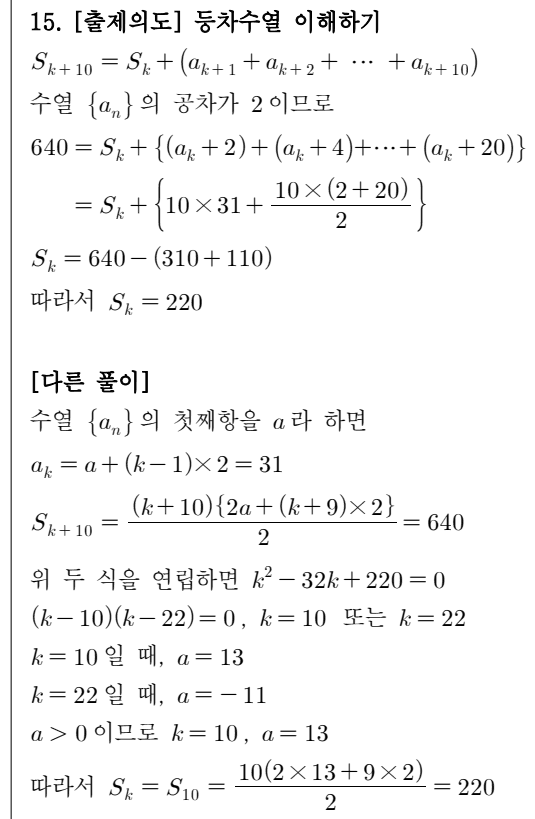 15. [출제의도] 등차수열 이해하기
S_{k+10} = S_k + (a_{k+1} + a_{k+2} + ⋯ + a_{k+10})
수열 {a_n}의 공차가 2이므로
640 = S_k + {(a_k + 2) + (a_k + 4) + ⋯ + (a_k + 20)}
= S_k + {10 × 31 + \frac{10 × (2 + 20)}{2}}
S_k = 640 − (310 + 110)
따라서 S_k = 220
[다른 풀이]
수열 {a_n}의 첫째항을 a라 하면
a_k = a + (k − 1) × 2 = 31
S_{k+10} = \frac{(k + 10){2a + (k + 9) × 2}}{2} = 640
위 두 식을 연립하면 k^2 − 32k + 220 = 0
(k − 10)(k − 22) = 0, k = 10 또는 k = 22
k = 10일 때, a = 13
k = 22일 때, a = − 11
a > 0이므로 k = 10, a = 13
따라서 S_k = S_{10} = \frac{10(2 × 13 + 9 × 2)}{2} = 220